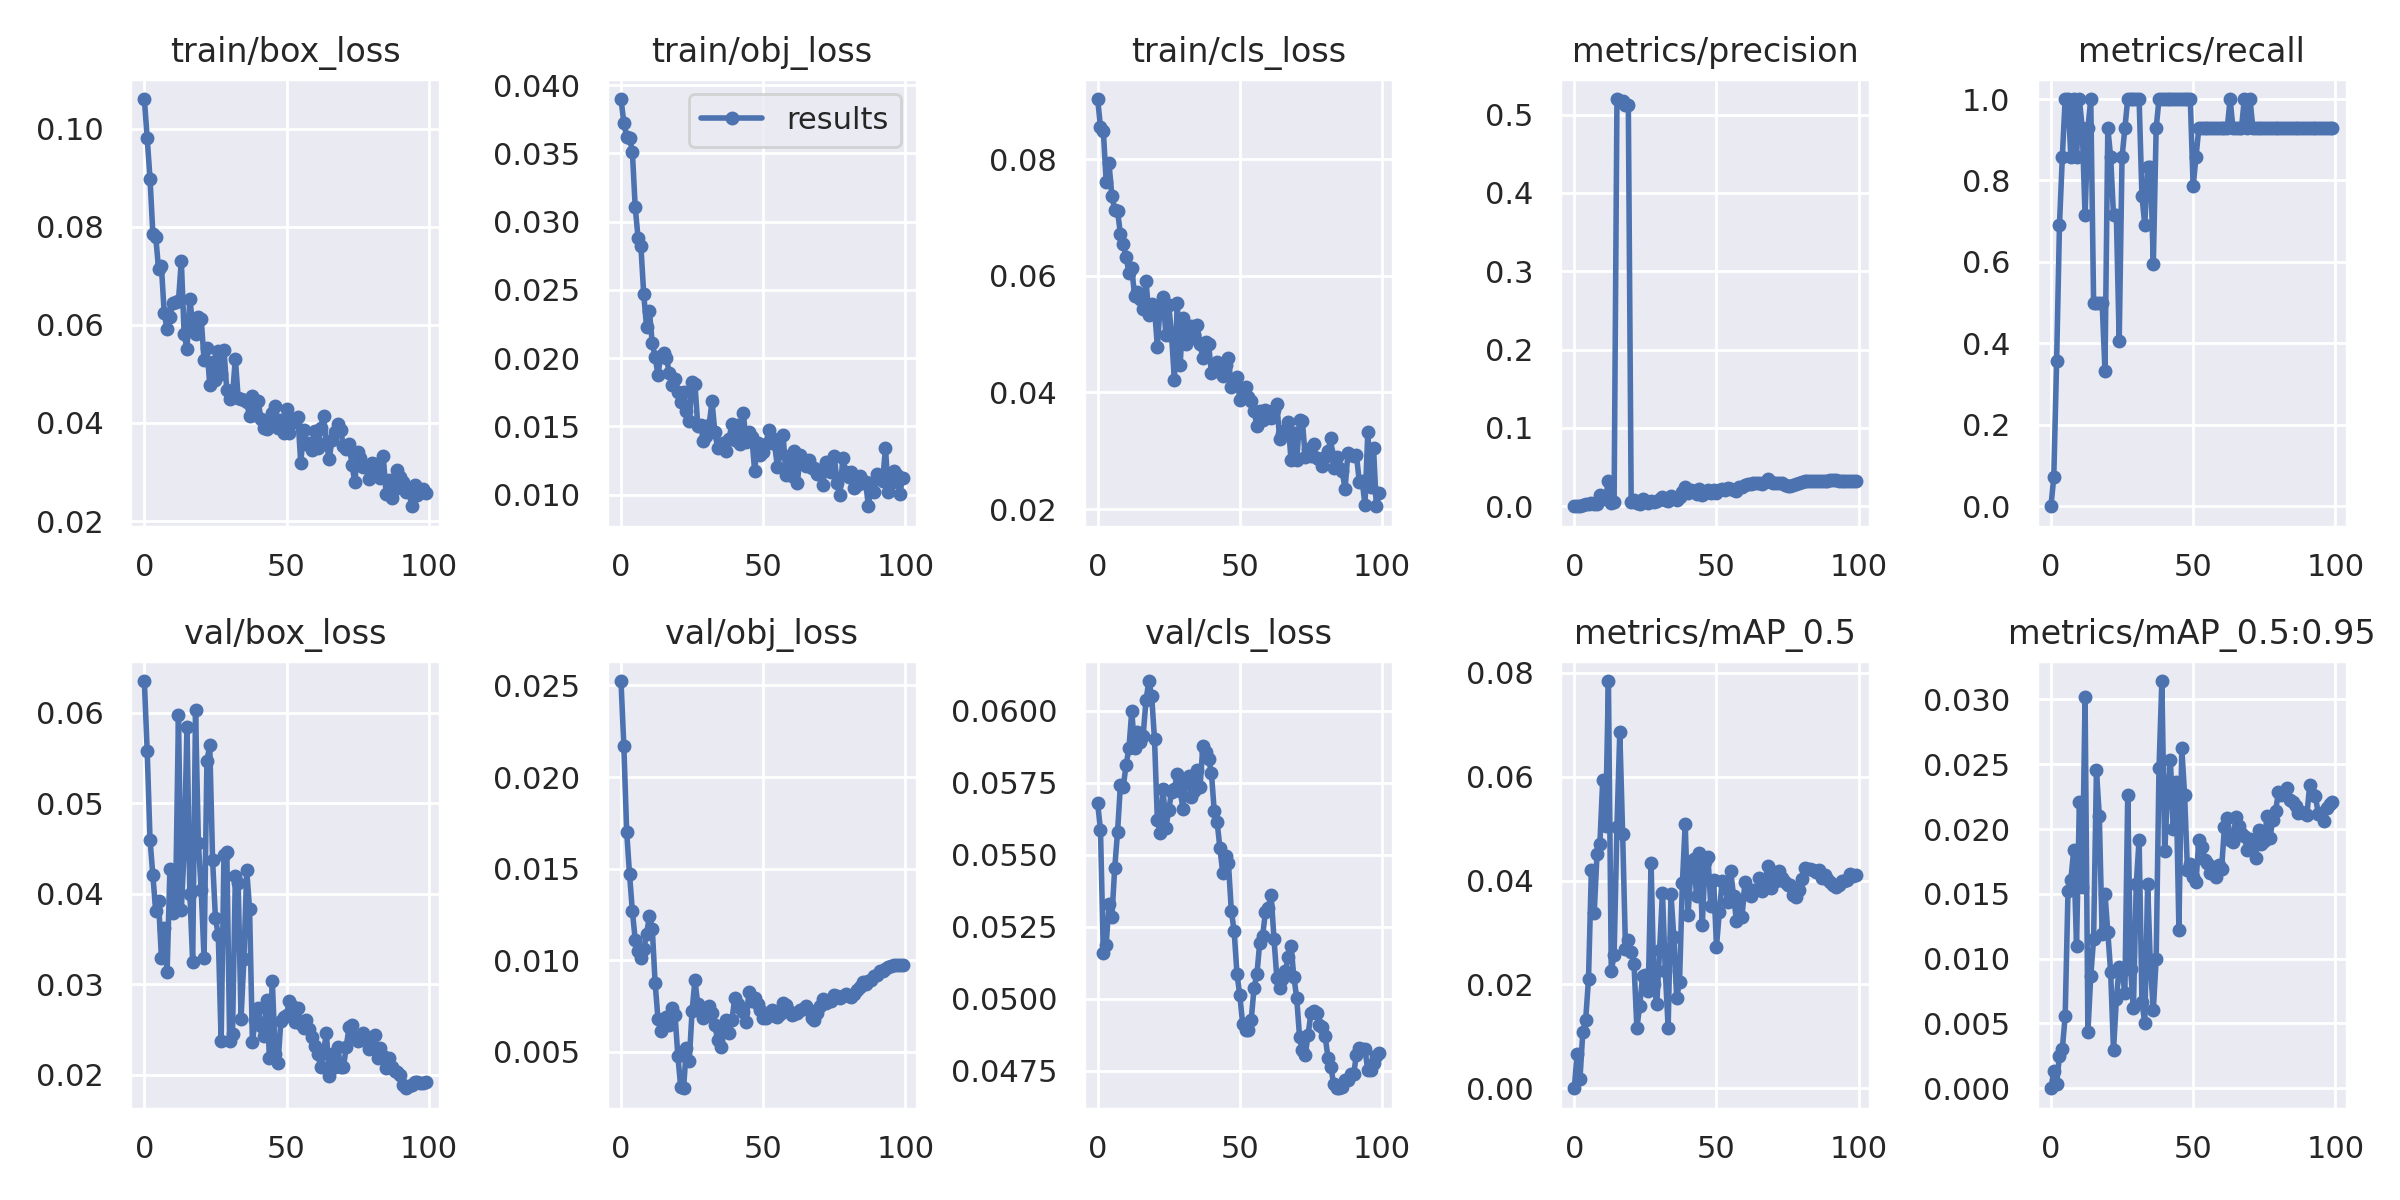 train/box_loss
0.10
0.08
0.06
0.04
0.02
0 50 100
train/obj_loss
results
0.040
0.035
0.030
0.025
0.020
0.015
0.010
0 50 100
train/cls_loss
0.08
0.06
0.04
0.02
0 50 100
metrics/precision
0.5
0.4
0.3
0.2
0.1
0.0
0 50 100
metrics/recall
1.0
0.8
0.6
0.4
0.2
0.0
0 50 100
val/box_loss
0.06
0.05
0.04
0.03
0.02
0 50 100
val/obj_loss
0.025
0.020
0.015
0.010
0.005
0 50 100
val/cls_loss
0.0600
0.0575
0.0550
0.0525
0.0500
0.0475
0 50 100
metrics/mAP_0.5
0.08
0.06
0.04
0.02
0.00
0 50 100
metrics/mAP_0.5:0.95
0.030
0.025
0.020
0.015
0.010
0.005
0.000
0 50 100